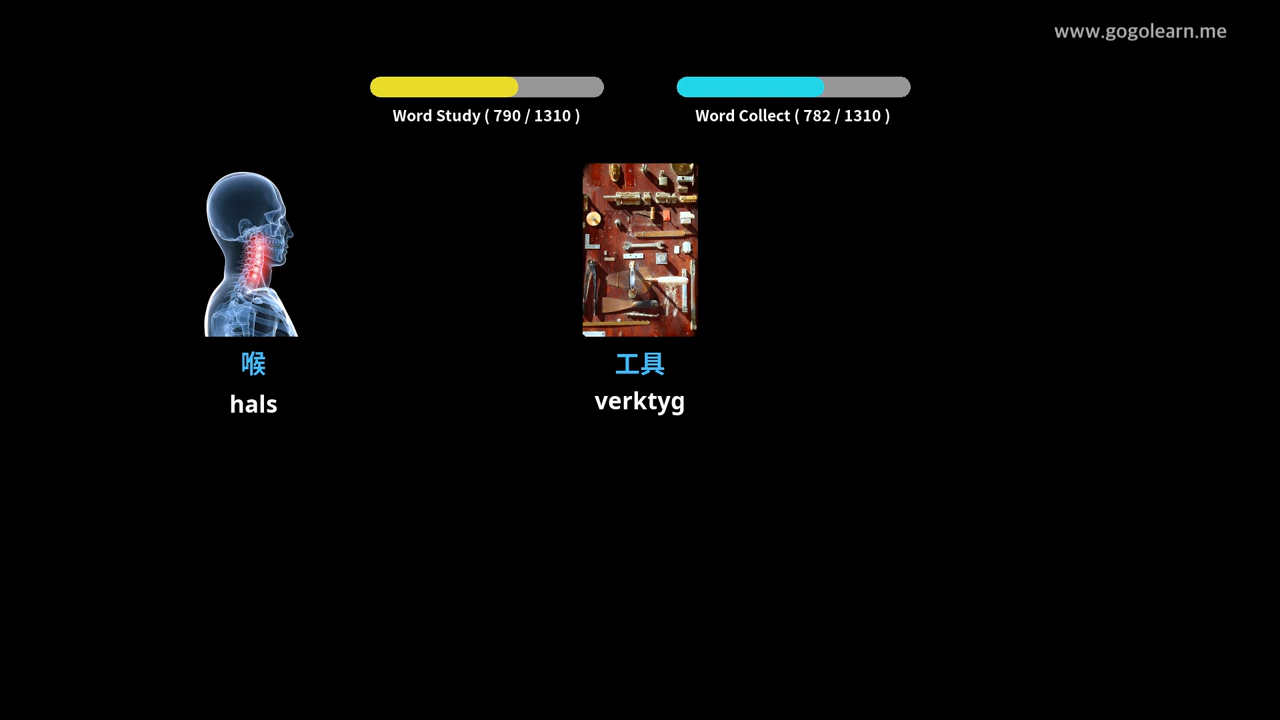 www.gogolearn.me
Word Study ( 790 / 1310 )
Word Collect ( 782 / 1310 )
喉
hals
工具
verktyg